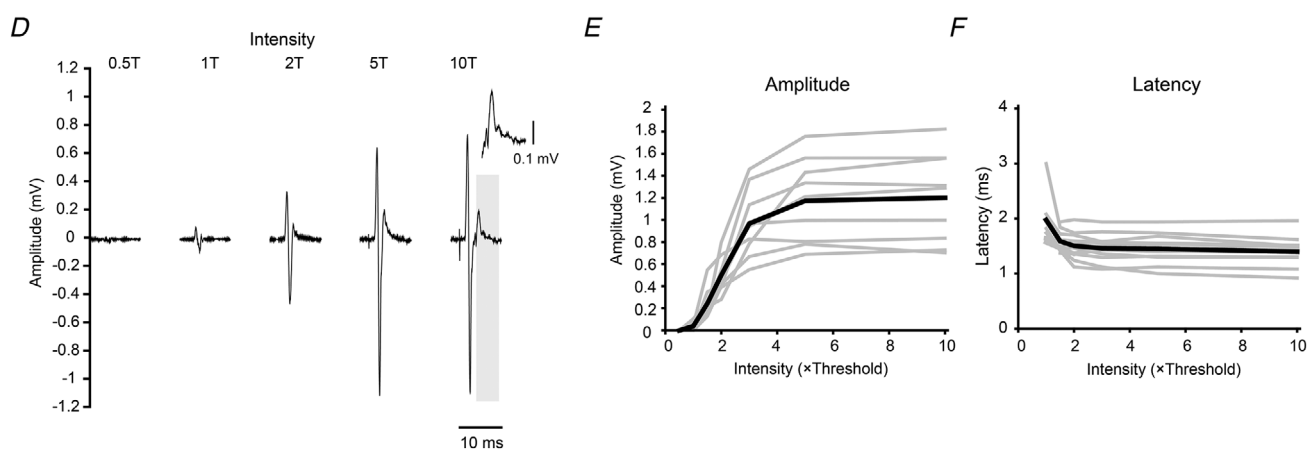 D
Intensity
0.5T 1T 2T 5T 10T
Amplitude (mV)
1.2
1
0.8
0.6
0.4
0.2
0
-0.2
-0.4
-0.6
-0.8
-1
-1.2
0.1 mV
10 ms
E
Amplitude
Amplitude (mV)
2
1.8
1.6
1.4
1.2
1
0.8
0.6
0.4
0.2
0
0 2 4 6 8 10
Intensity (×Threshold)
F
Latency
Latency (ms)
4
3
2
1
0
0 2 4 6 8 10
Intensity (×Threshold)